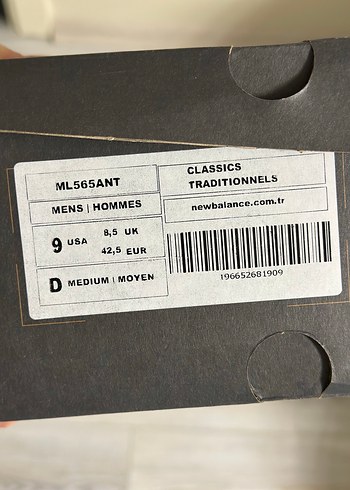 ML565ANT
CLASSICS
TRADITIONNELS
MENS | HOMMES
newbalance.com.tr
9 USA
8,5 UK
42,5 EUR
D MEDIUM | MOYEN
196652681909